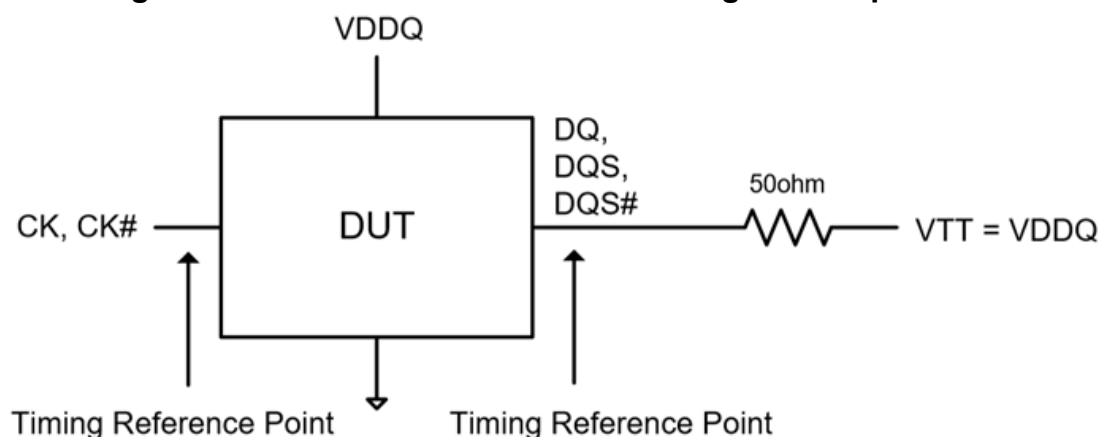 VDDQ
DQ,
DQS,
DQS#
50ohm
CK, CK#
DUT
VTT = VDDQ
Timing Reference Point
Timing Reference Point